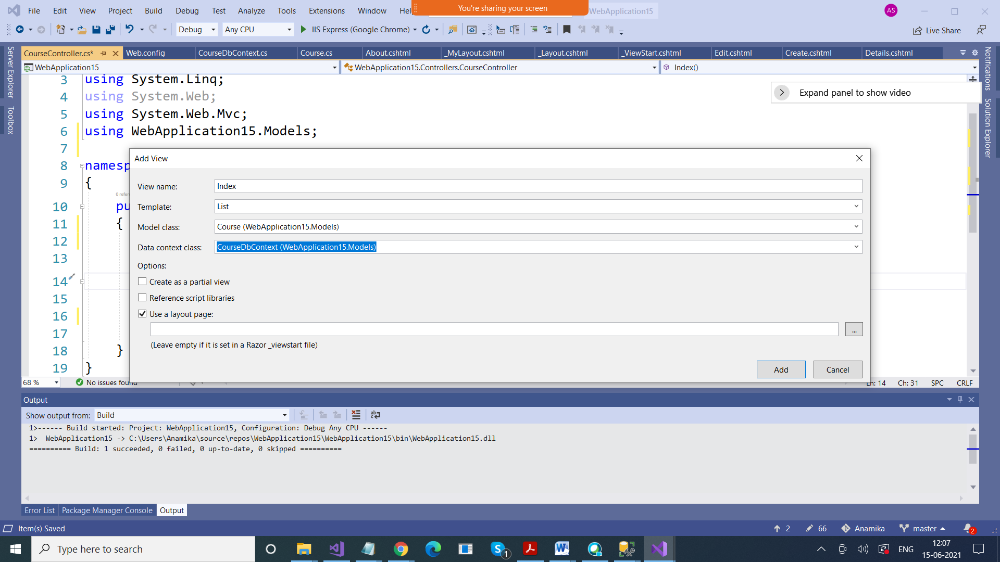 File Edit View Project Build Debug Test Analyze Tools Extensions Window Hel
You're sharing your screen
WebApplication15
AS
Debug Any CPU IIS Express (Google Chrome) Live Share
CourseController.cs* Web.config CourseDbContext.cs Course.cs About.cshtml _MyLayout.cshtml _Layout.cshtml _ViewStart.cshtml Edit.cshtml Create.cshtml Details.cshtml
WebApplication15 WebApplication15.Controllers.CourseController Index()
Server Explorer
Toolbox
Notifications
Solution Explorer
Expand panel to show video
3 using System.Linq;
4 using System.Web;
5 using System.Web.Mvc;
6 using WebApplication15.Models;
7
8 namesp
9 {
0 refere
10 pu
11 {
12
13
14
15
16
17
18 }
19 }
Add View
View name: Index
Template: List
Model class: Course (WebApplication15.Models)
Data context class: CourseDbContext (WebApplication15.Models)
Options:
Create as a partial view
Reference script libraries
Use a layout page:
...
(Leave empty if it is set in a Razor _viewstart file)
Add Cancel
68 % No issues found Ln: 14 Ch: 31 SPC CRLF
Output
Show output from: Build
1>------ Build started: Project: WebApplication15, Configuration: Debug Any CPU ------
1> WebApplication15 -> C:\Users\Anamika\source\repos\WebApplication15\WebApplication15\bin\WebApplication15.dll
========== Build: 1 succeeded, 0 failed, 0 up-to-date, 0 skipped ==========
Error List Package Manager Console Output
Item(s) Saved 2 66 Anamika master 2
Type here to search 1 ENG 12:07
15-06-2021